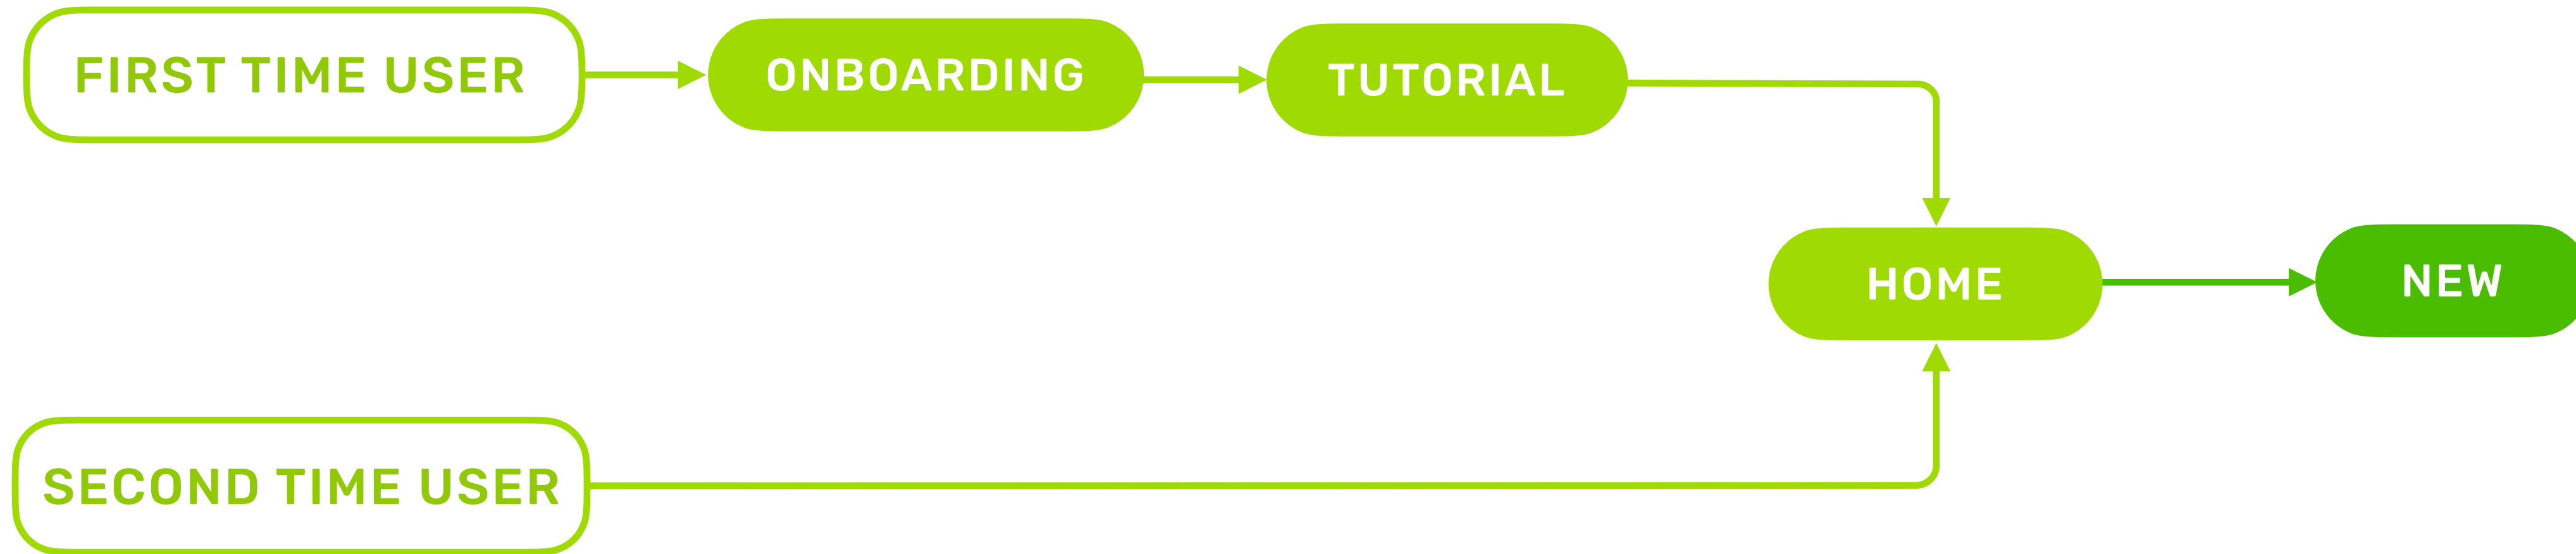 FIRST TIME USER
ONBOARDING
TUTORIAL
HOME
NEW
SECOND TIME USER